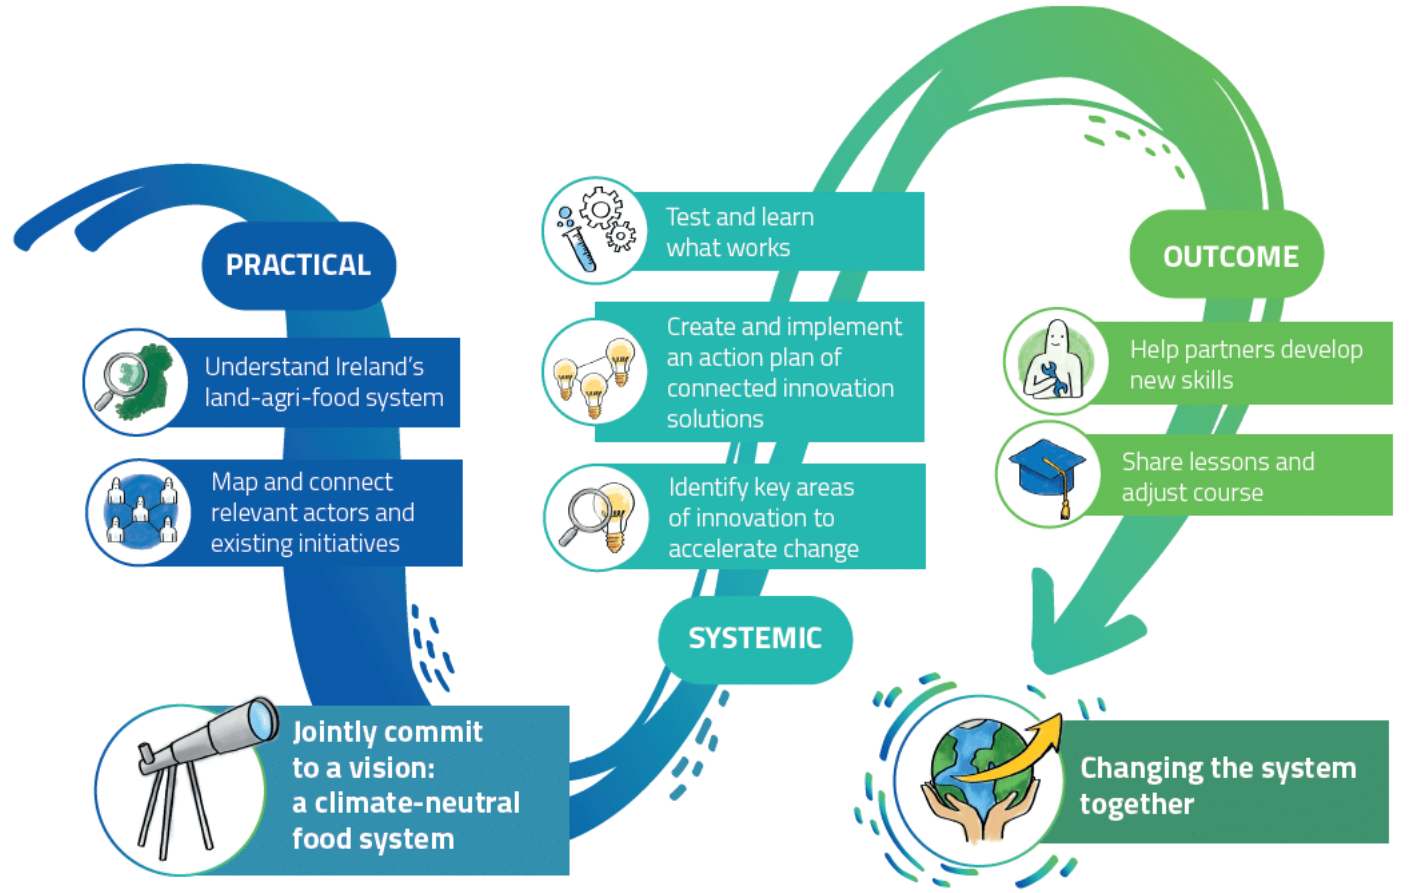 PRACTICAL
Understand Ireland's
land-agri-food system
Map and connect
relevant actors and
existing initiatives
Jointly commit
to a vision:
a climate-neutral
food system
SYSTEMIC
Identify key areas
of innovation to
accelerate change
Create and implement
an action plan of
connected innovation
solutions
Test and learn
what works
OUTCOME
Help partners develop
new skills
Share lessons and
adjust course
Changing the system
together